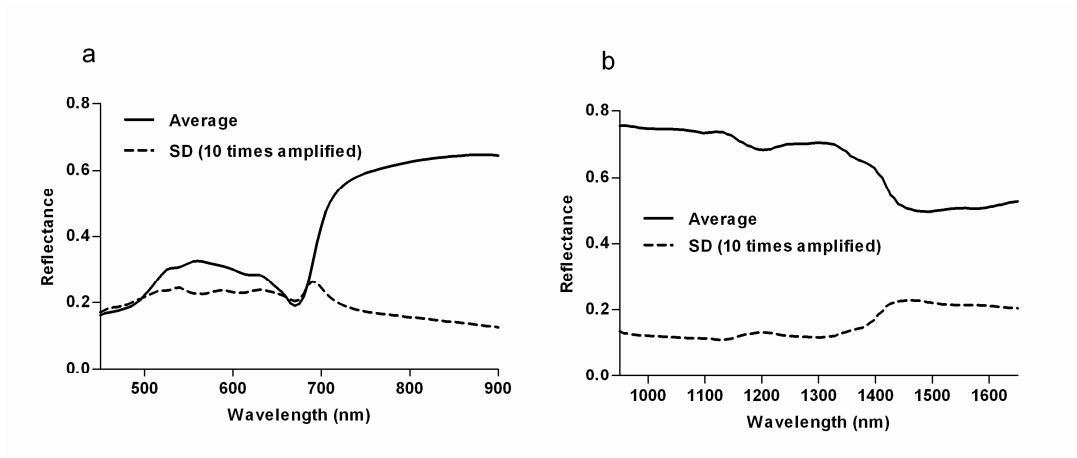 a
0.8
0.6
0.4
0.2
0.0
Reflectance
Average
SD (10 times amplified)
500 600 700 800 900
Wavelength (nm)
b
0.8
0.6
0.4
0.2
0.0
Reflectance
Average
SD (10 times amplified)
1000 1100 1200 1300 1400 1500 1600
Wavelength (nm)